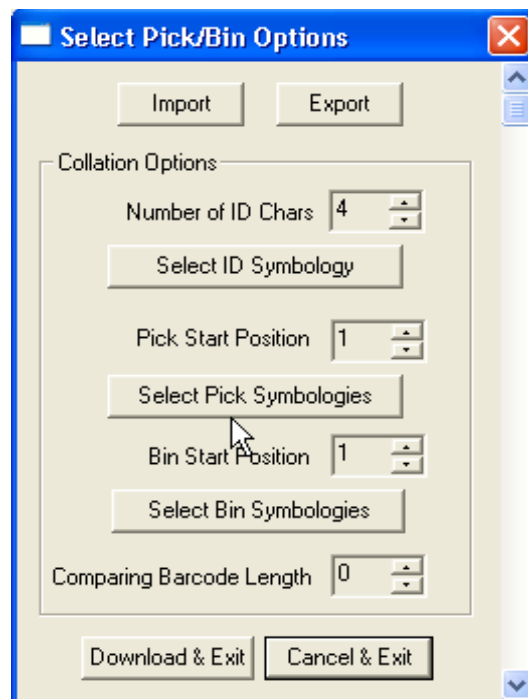 Select Pick/Bin Options
Import Export
Collation Options
Number of ID Chars 4
Select ID Symbology
Pick Start Position 1
Select Pick Symbologies
Bin Start Position 1
Select Bin Symbologies
Comparing Barcode Length 0
Download & Exit Cancel & Exit